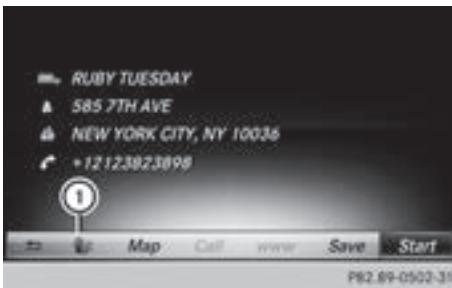 RUBY TUESDAY
585 7TH AVE
NEW YORK CITY, NY 10036
+12123823898
1
Map Call www Save Start
P82.89-0502-31